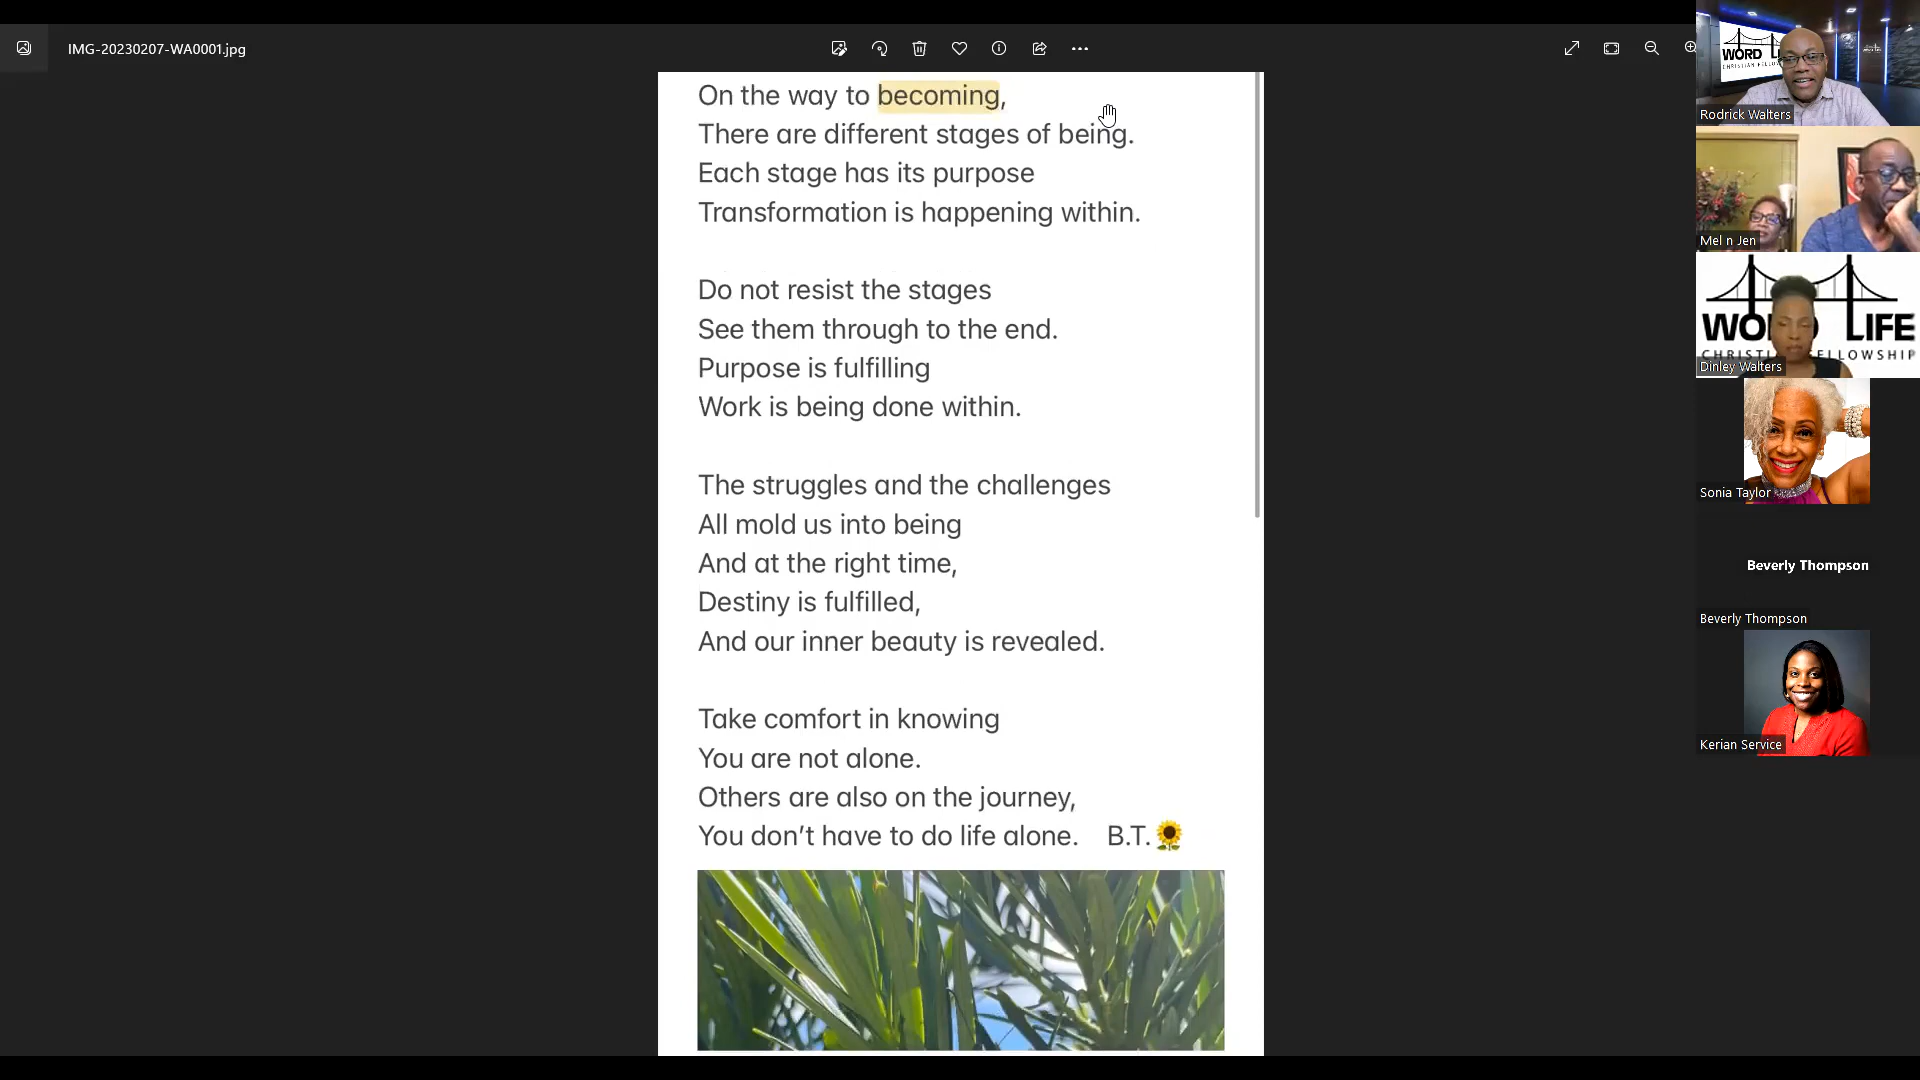 IMG-20230207-WA0001.jpg
On the way to becoming,
There are different stages of being.
Each stage has its purpose
Transformation is happening within.
Do not resist the stages
See them through to the end.
Purpose is fulfilling
Work is being done within.
The struggles and the challenges
All mold us into being
And at the right time,
Destiny is fulfilled,
And our inner beauty is revealed.
Take comfort in knowing
You are not alone.
Others are also on the journey,
You don’t have to do life alone. B.T.🌻
WORD L
Rodrick Walters
Mel n Jen
WO LIFE
CHRISTI ELLOWSHIP
Dinley Walters
Sonia Taylor
Beverly Thompson
Beverly Thompson
Kerian Service